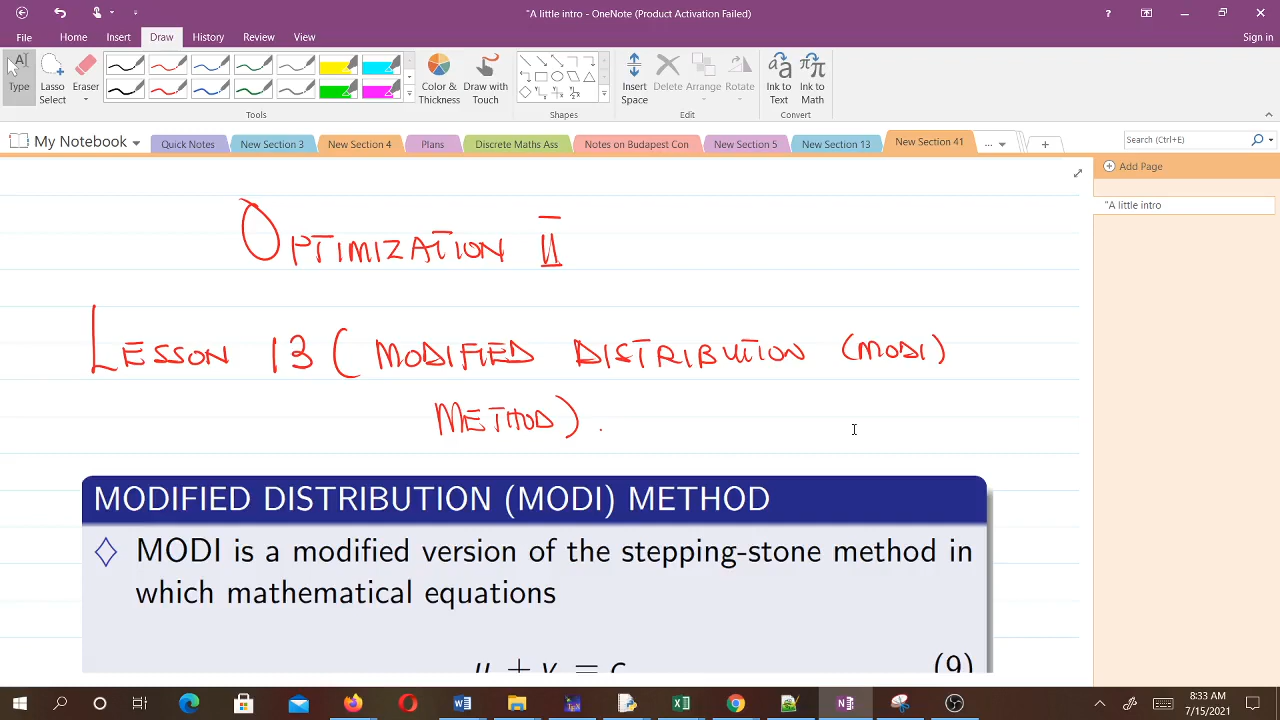 "A little intro - OneNote (Product Activation Failed)
File Home Insert Draw History Review View Sign in
Type Lasso Select Eraser Color & Thickness Draw with Touch Insert Space Delete Arrange Rotate Ink to Text Ink to Math
Tools Shapes Edit Convert
My Notebook Quick Notes New Section 3 New Section 4 Plans Discrete Maths Ass Notes on Budapest Con New Section 5 New Section 13 New Section 41 ... Search (Ctrl+E)
Add Page
"A little intro
OPTIMIZATION II
LESSON 13 ( MODIFIED DISTRIBUTION (MODI)
METHOD).
MODIFIED DISTRIBUTION (MODI) METHOD
MODI is a modified version of the stepping-stone method in
which mathematical equations
u + v = c (9)
8:33 AM
7/15/2021